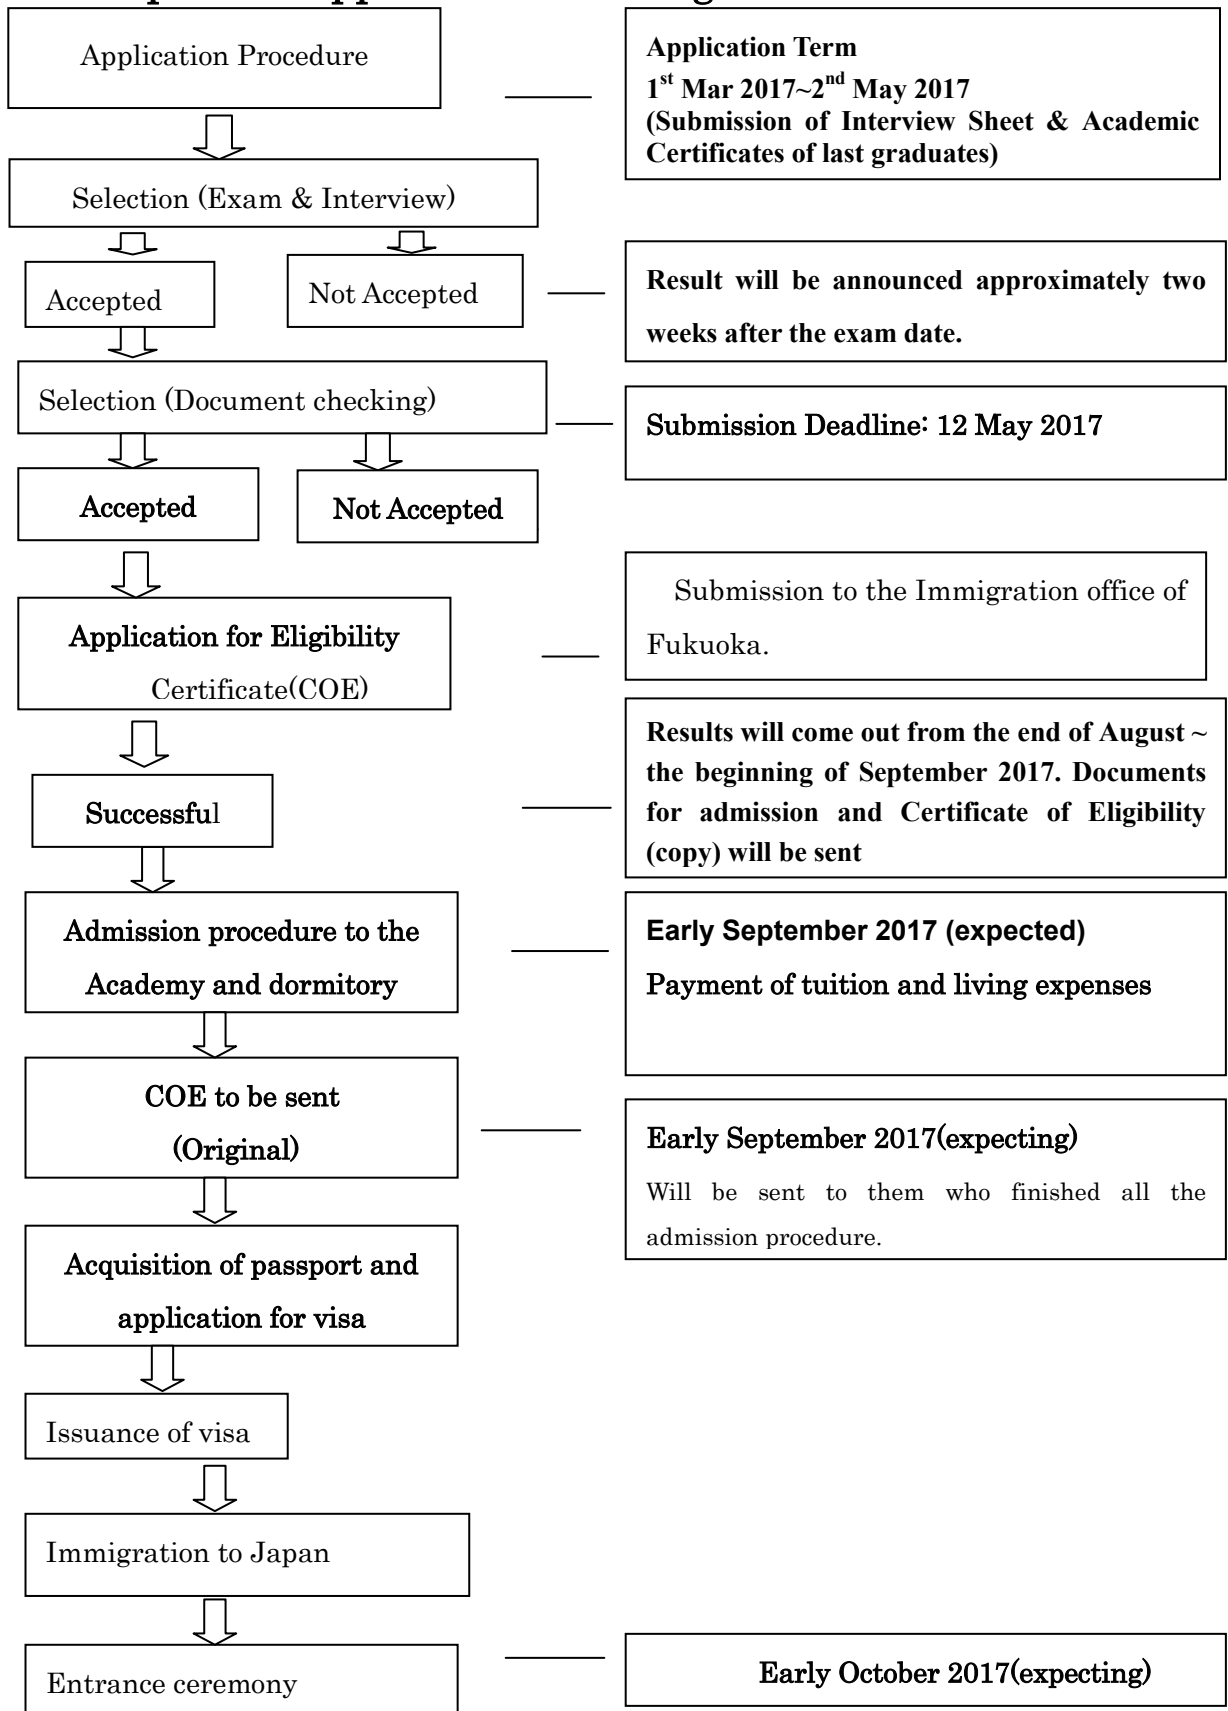 Application Procedure
Application Term
1st Mar 2017~2nd May 2017
(Submission of Interview Sheet & Academic
Certificates of last graduates)
Selection (Exam & Interview)
Accepted
Not Accepted
Result will be announced approximately two
weeks after the exam date.
Selection (Document checking)
Submission Deadline: 12 May 2017
Accepted
Not Accepted
Application for Eligibility
Certificate(COE)
Submission to the Immigration office of
Fukuoka.
Successful
Results will come out from the end of August ~
the beginning of September 2017. Documents
for admission and Certificate of Eligibility
(copy) will be sent
Admission procedure to the
Academy and dormitory
Early September 2017 (expected)
Payment of tuition and living expenses
COE to be sent
(Original)
Early September 2017(expecting)
Will be sent to them who finished all the
admission procedure.
Acquisition of passport and
application for visa
Issuance of visa
Immigration to Japan
Entrance ceremony
Early October 2017(expecting)